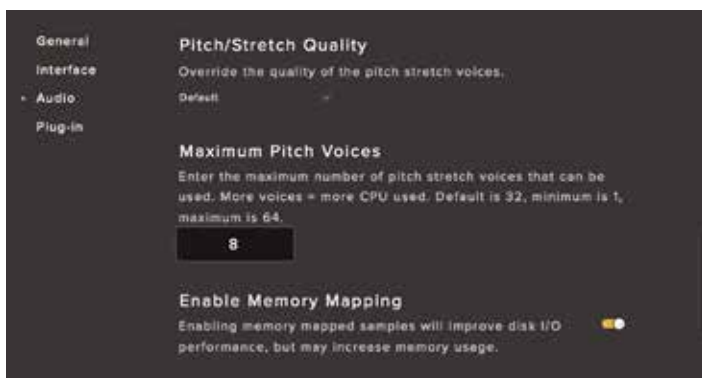 General
Interface
Audio
Plug-in
Pitch/Stretch Quality
Override the quality of the pitch stretch voices.
Default
Maximum Pitch Voices
Enter the maximum number of pitch stretch voices that can be
used. More voices = more CPU used. Default is 32, minimum is 1,
maximum is 64.
8
Enable Memory Mapping
Enabling memory mapped samples will improve disk I/O
performance, but may increase memory usage.